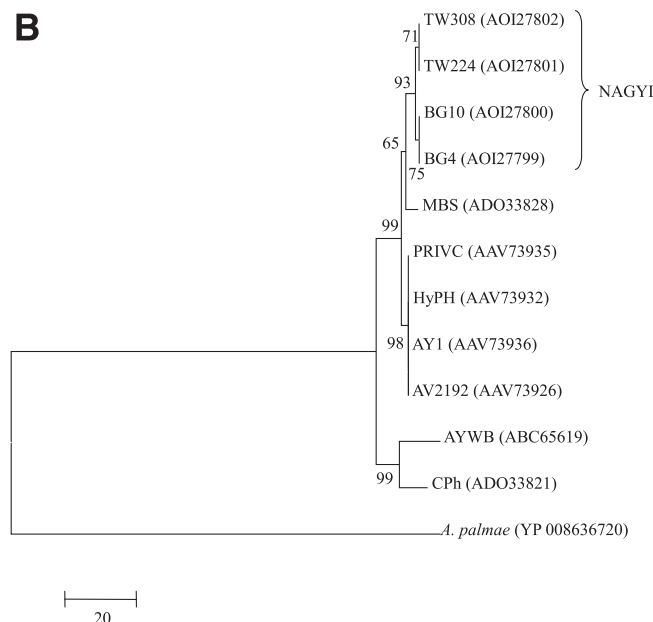 B
TW308 (AOI27802)
71
TW224 (AOI27801)
93
NAGYI
BG10 (AOI27800)
65
BG4 (AOI27799)
75
MBS (ADO33828)
99
PRIVC (AAV73935)
HyPH (AAV73932)
98
AY1 (AAV73936)
AV2192 (AAV73926)
AYWB (ABC65619)
99
CPh (ADO33821)
A. palmae (YP 008636720)
20